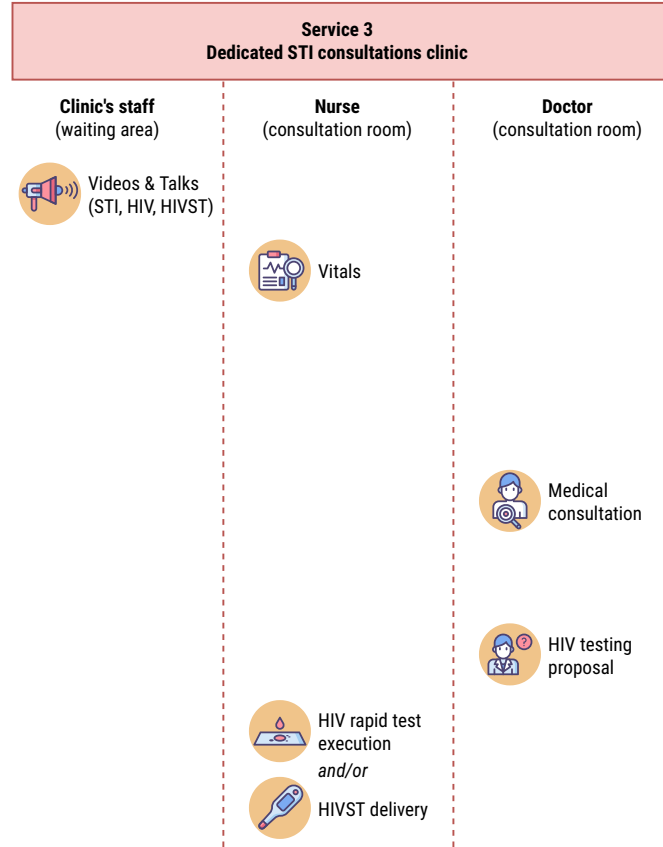 Service 3
Dedicated STI consultations clinic
Clinic's staff
(waiting area)
Nurse
(consultation room)
Doctor
(consultation room)
Videos & Talks
(STI, HIV, HIVST)
Vitals
Medical
consultation
HIV testing
proposal
?
HIV rapid test
execution
and/or
HIVST delivery